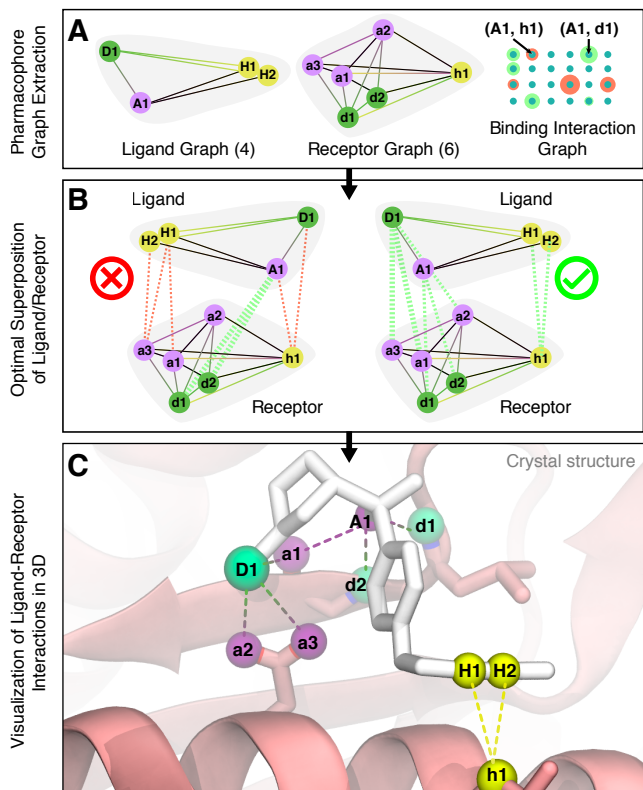 Pharmacophore
Graph Extraction
A
D1
H1
H2
A1
Ligand Graph (4)
a2
a3
a1
h1
d2
d1
Receptor Graph (6)
(A1, h1)
(A1, d1)
Binding Interaction
Graph
Optimal Superposition
of Ligand/Receptor
B
Ligand
H1
H2
D1
A1
a2
a3
a1
h1
d2
d1
Receptor
Ligand
D1
H1
H2
A1
a2
a3
a1
h1
d2
d1
Receptor
Visualization of Ligand-Receptor
Interactions in 3D
C
Crystal structure
A1
d1
a1
D1
d2
a2
a3
H1
H2
h1